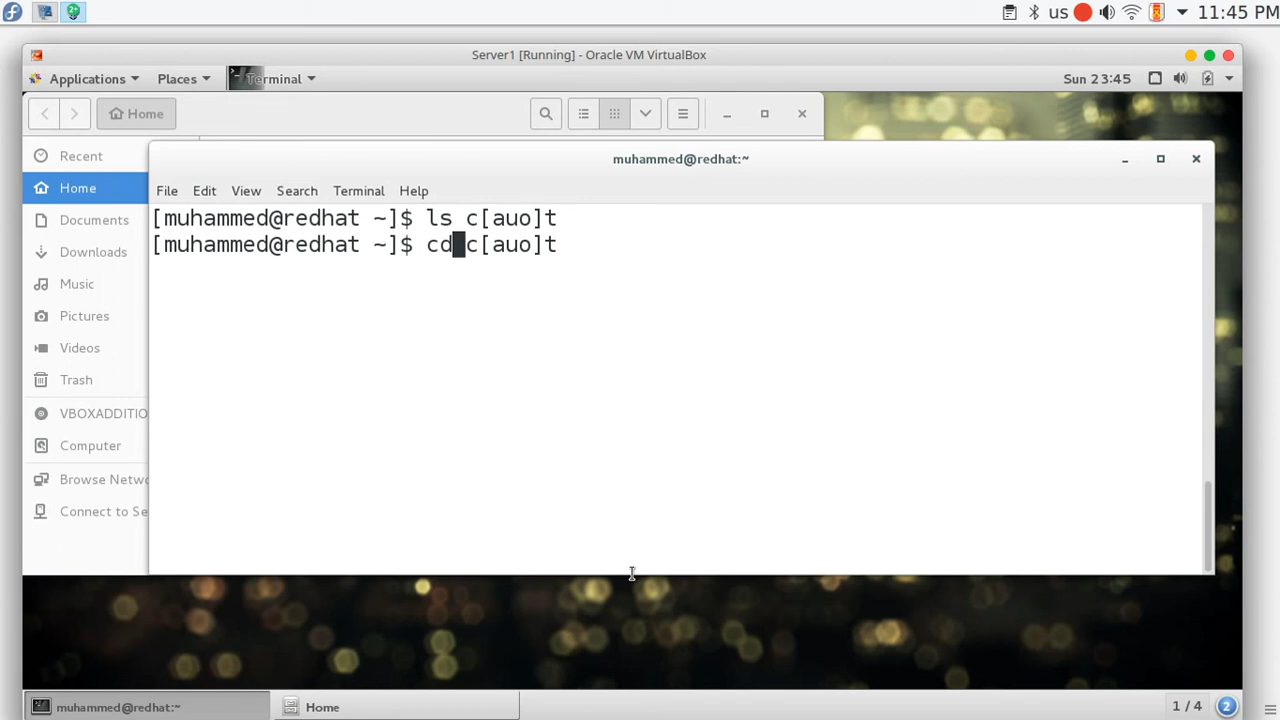 us 11:45 PM
Server1 [Running] - Oracle VM VirtualBox
Applications Places Terminal Sun 23:45
Home
Recent
Home
Documents
Downloads
Music
Pictures
Videos
Trash
VBOXADDITIO
Computer
Browse Netwo
Connect to Se
muhammed@redhat:~
File Edit View Search Terminal Help
[muhammed@redhat ~]$ ls c[auo]t
[muhammed@redhat ~]$ cd c[auo]t
muhammed@redhat:~ Home 1 / 4 2